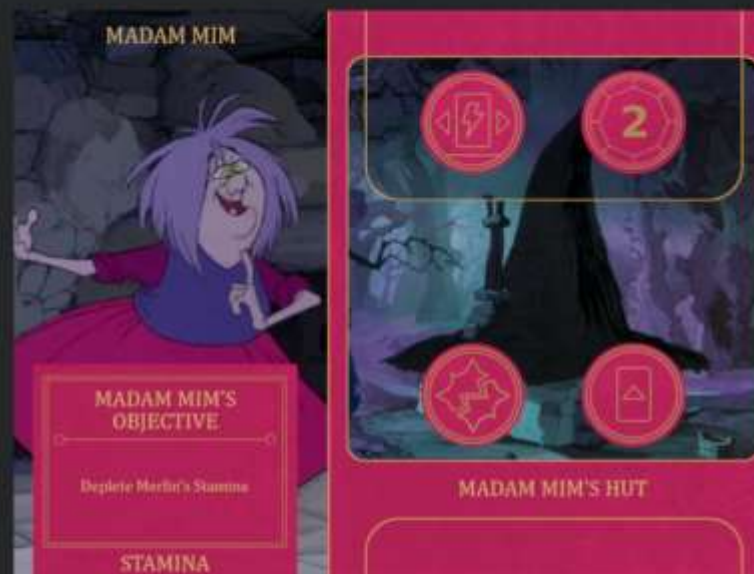 MADAM MIM
2
MADAM MIM'S
OBJECTIVE
Deplete Merlin's Stamina
MADAM MIM'S HUT
STAMINA